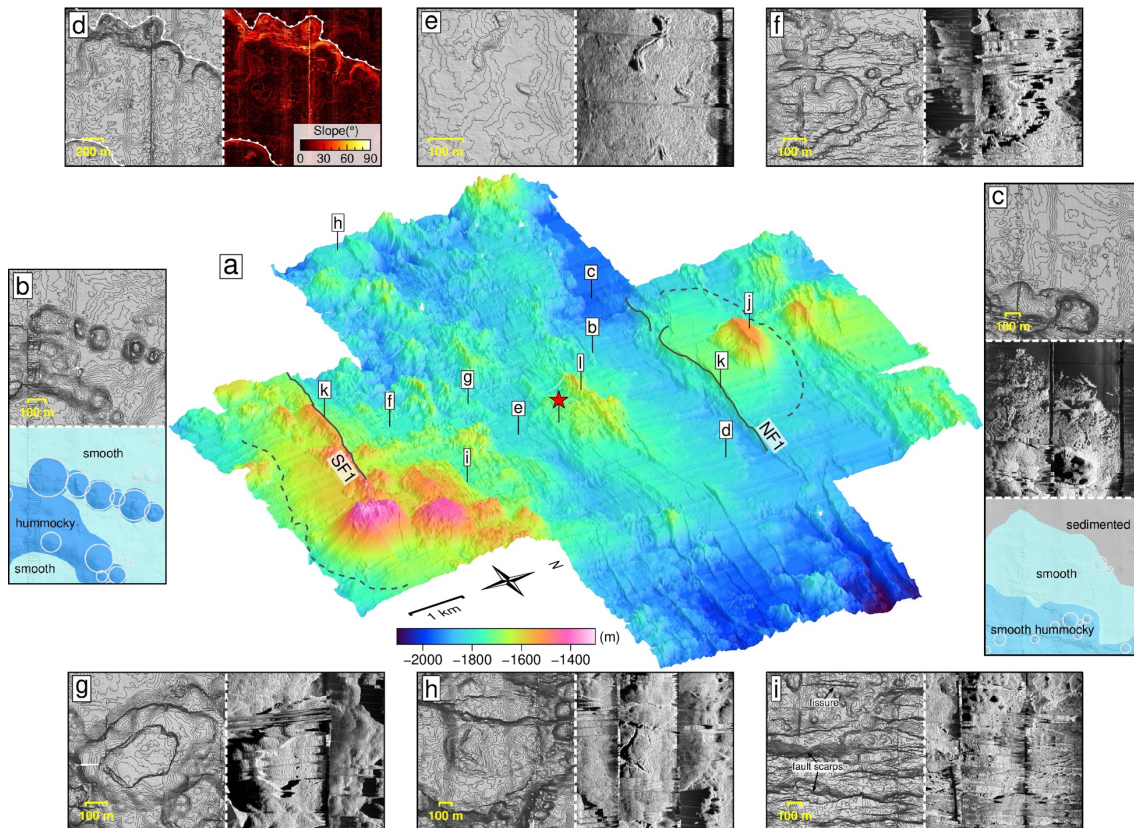 d
200 m
Slope(°)
0 30 60 90
e
100 m
f
100 m
a
h
c
b
j
k
l
g
f
k
e
d
i
SF1
NF1
N
1 km
(m)
−2000 −1800 −1600 −1400
b
100 m
smooth
hummocky
smooth
c
100 m
sedimented
smooth
smooth hummocky
g
100 m
h
100 m
i
fissure
fault scarps
100 m